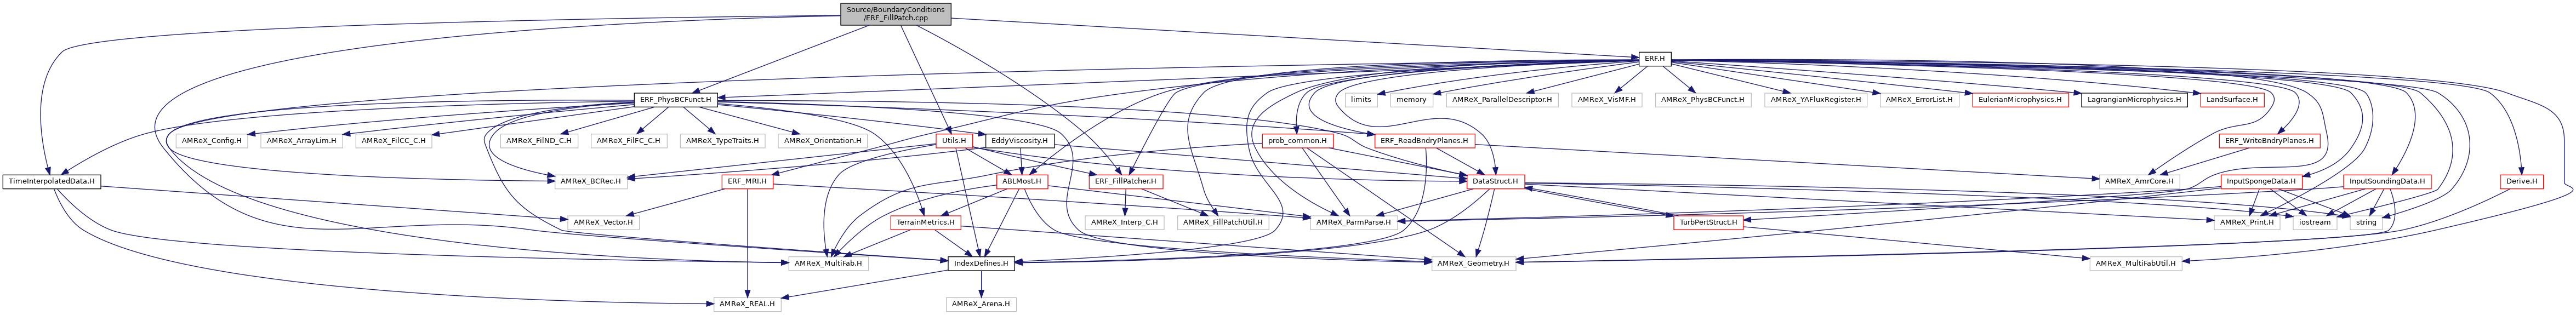 Source/BoundaryConditions
/ERF_FillPatch.cpp
ERF.H
ERF_PhysBCFunct.H
limits
memory
AMReX_ParallelDescriptor.H
AMReX_VisMF.H
AMReX_PhysBCFunct.H
AMReX_YAFluxRegister.H
AMReX_ErrorList.H
EulerianMicrophysics.H
LagrangianMicrophysics.H
LandSurface.H
AMReX_Config.H
AMReX_ArrayLim.H
AMReX_FilCC_C.H
AMReX_FilND_C.H
AMReX_FilFC_C.H
AMReX_TypeTraits.H
AMReX_Orientation.H
Utils.H
EddyViscosity.H
prob_common.H
ERF_ReadBndryPlanes.H
ERF_WriteBndryPlanes.H
TimeInterpolatedData.H
AMReX_BCRec.H
ERF_MRI.H
ABLMost.H
ERF_FillPatcher.H
DataStruct.H
AMReX_AmrCore.H
InputSpongeData.H
InputSoundingData.H
Derive.H
AMReX_Vector.H
TerrainMetrics.H
AMReX_Interp_C.H
AMReX_FillPatchUtil.H
AMReX_ParmParse.H
TurbPertStruct.H
AMReX_Print.H
iostream
string
AMReX_MultiFab.H
IndexDefines.H
AMReX_Geometry.H
AMReX_MultiFabUtil.H
AMReX_REAL.H
AMReX_Arena.H